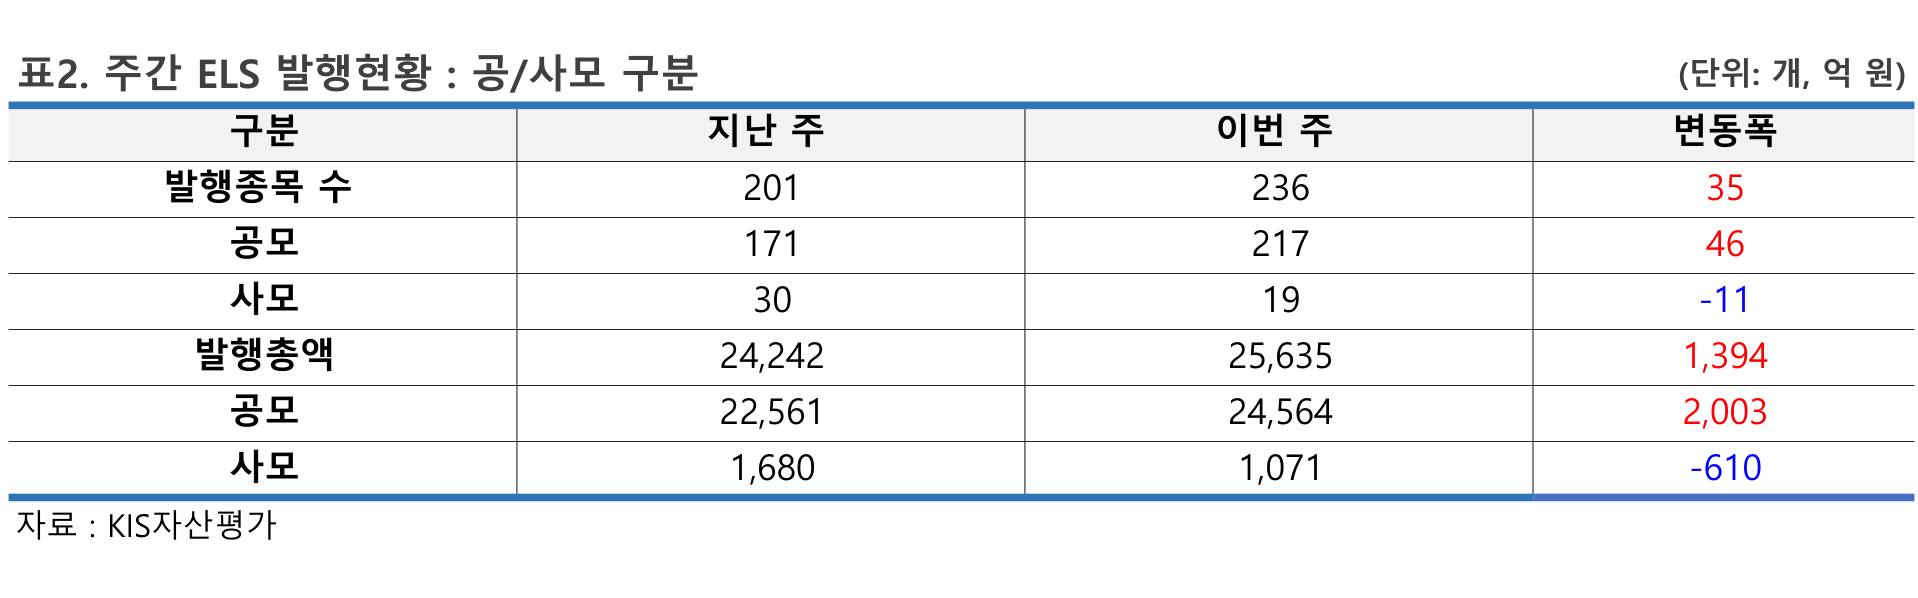 표2. 주간 ELS 발행현황 : 공/사모 구분 (단위: 개, 억 원)
구분 지난 주 이번 주 변동폭
발행종목 수 201 236 35
공모 171 217 46
사모 30 19 -11
발행총액 24,242 25,635 1,394
공모 22,561 24,564 2,003
사모 1,680 1,071 -610
자료 : KIS자산평가